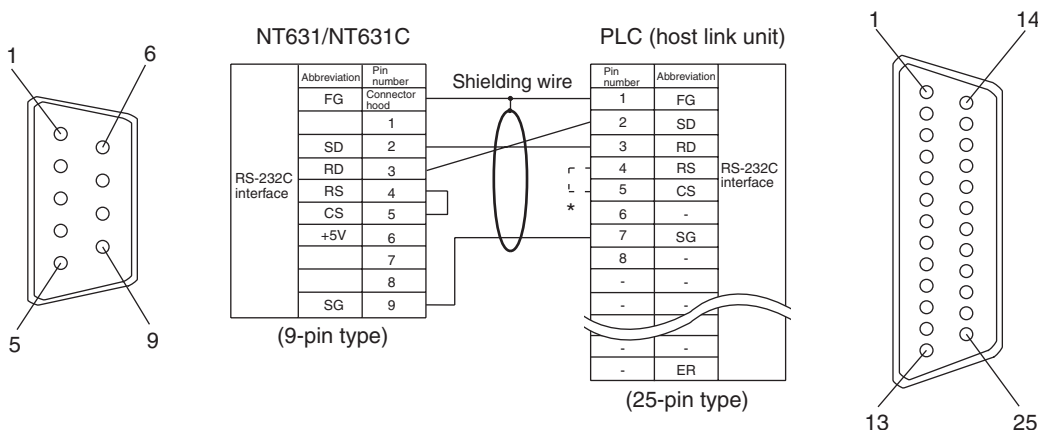 NT631/NT631C
PLC (host link unit)
1
6
5
9
Abbreviation
Pin number
FG
Connector hood
1
SD
2
RD
3
RS
4
CS
5
+5V
6
7
8
SG
9
RS-232C
interface
(9-pin type)
Shielding wire
*
Pin number
Abbreviation
1
FG
2
SD
3
RD
4
RS
5
CS
6
-
7
SG
8
-
-
-
-
-
-
-
-
ER
RS-232C
interface
(25-pin type)
1
14
13
25